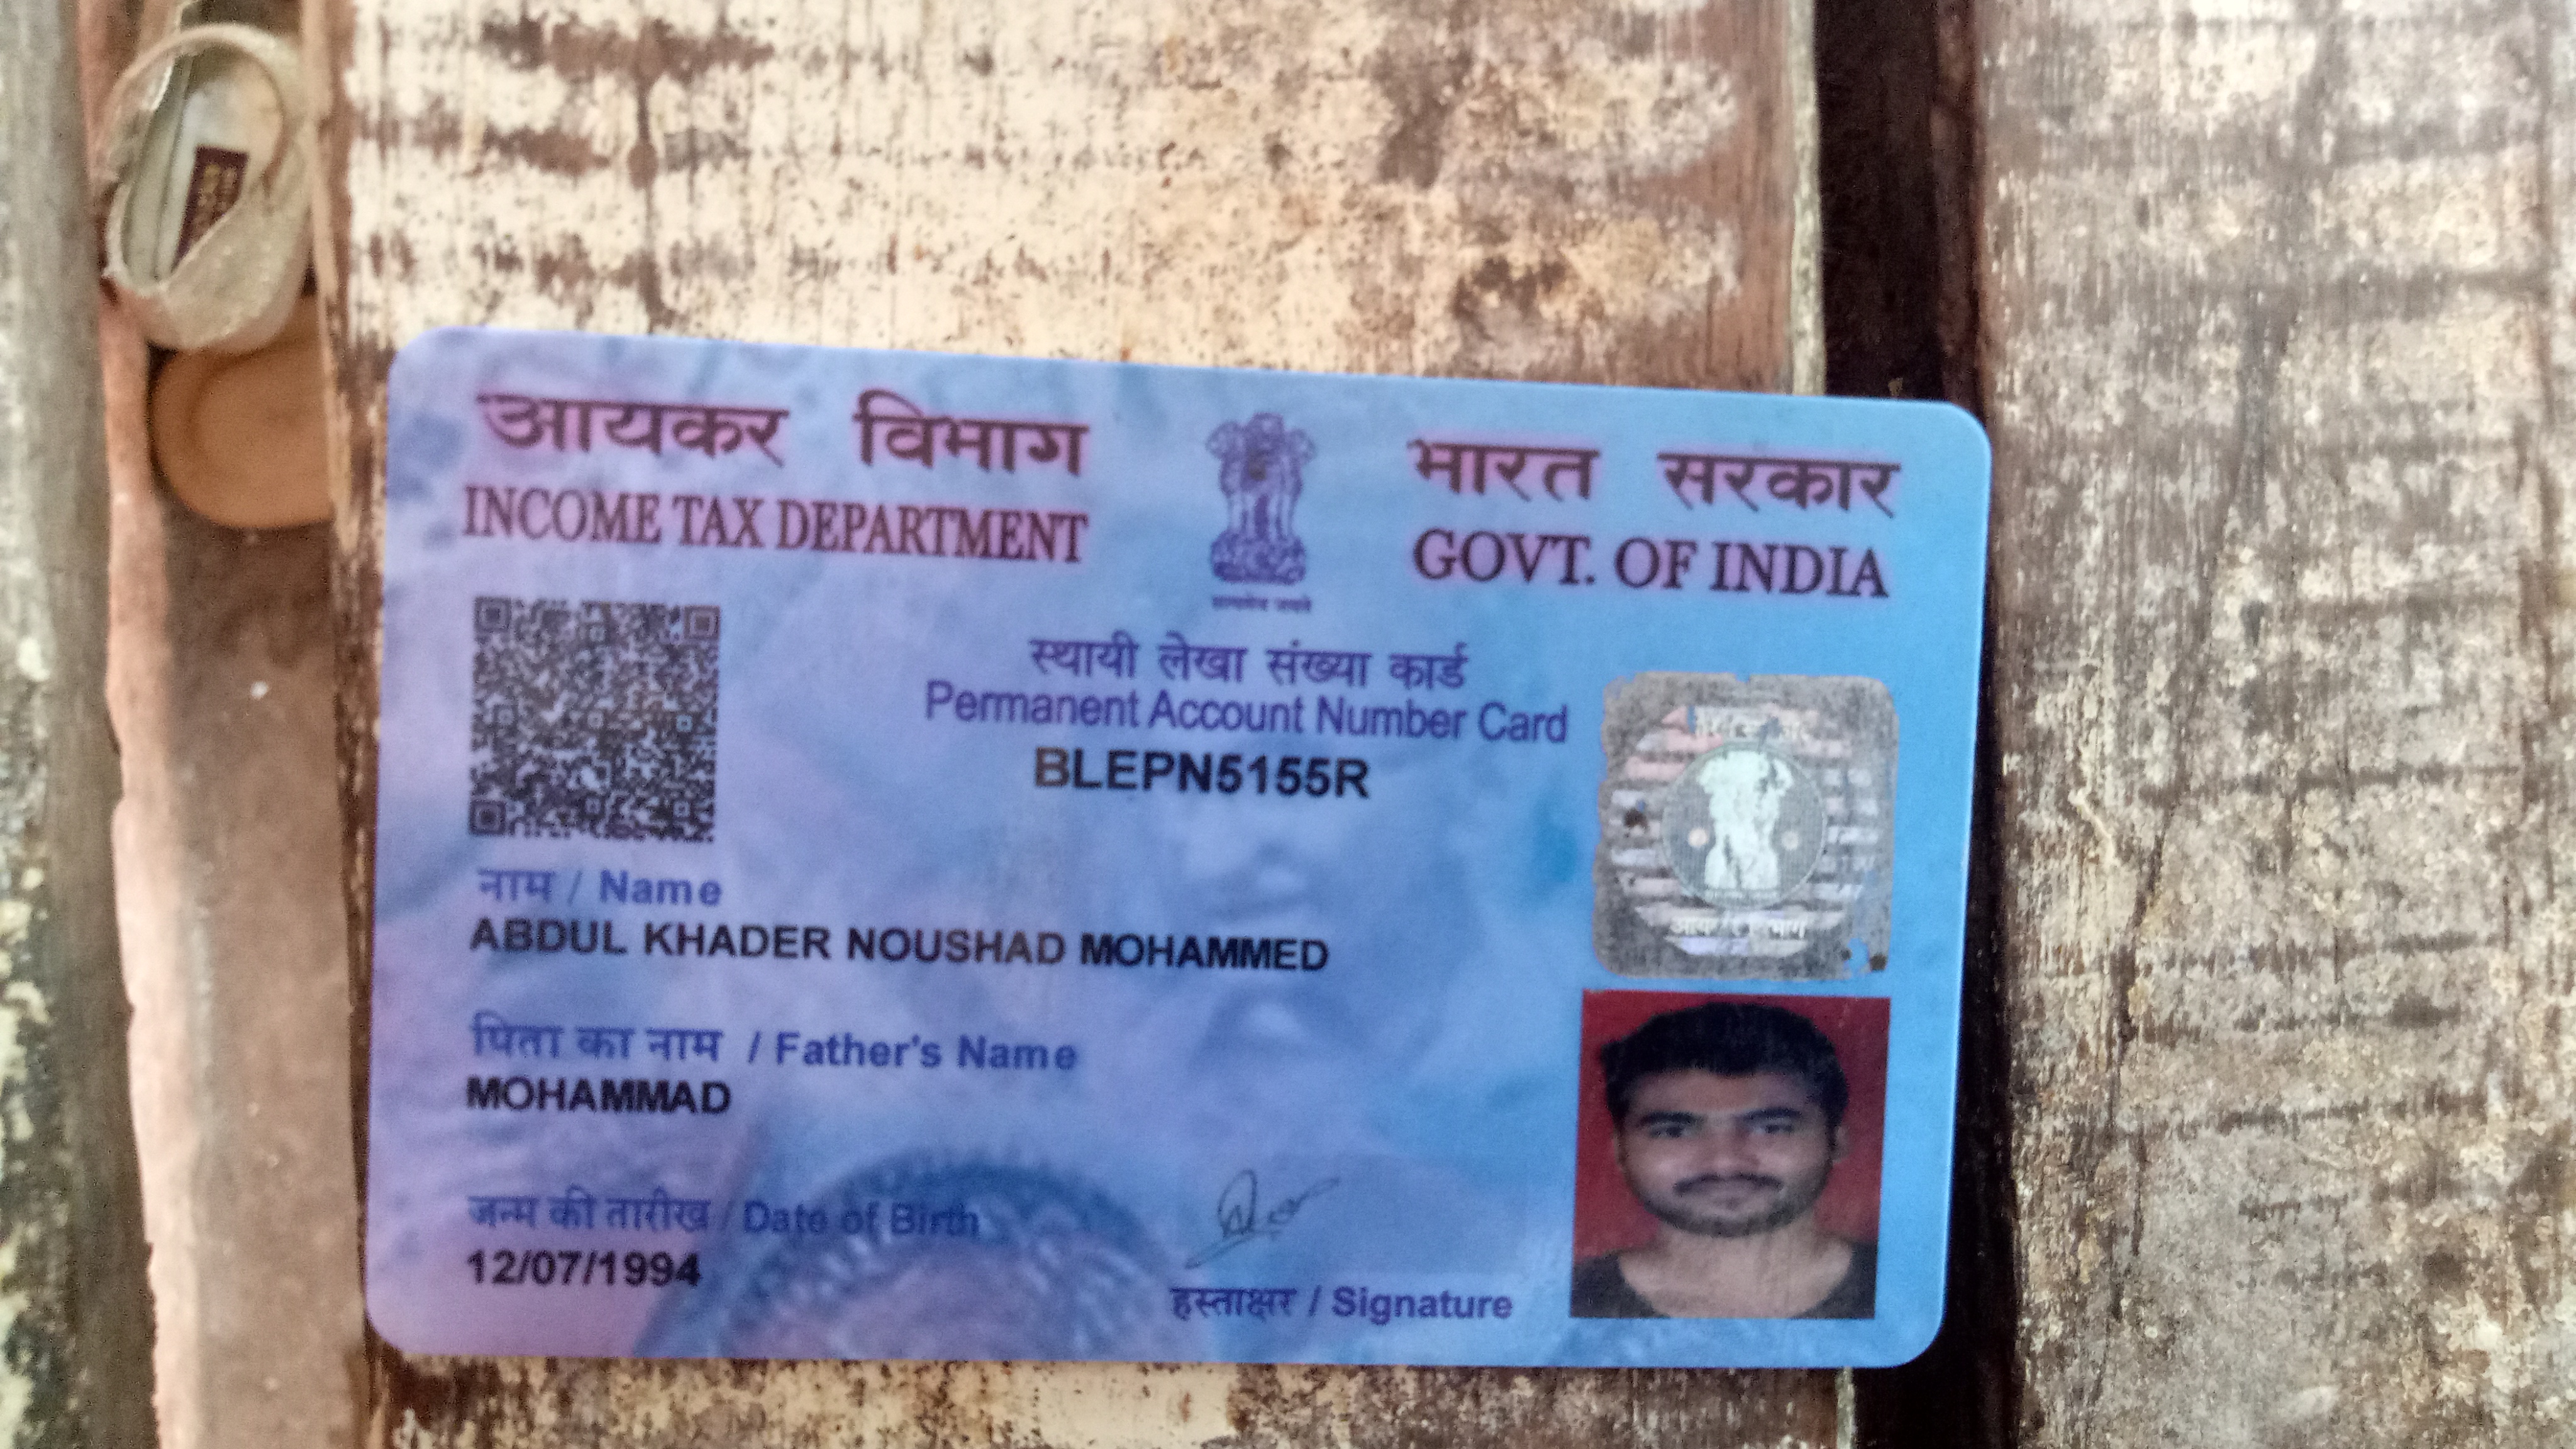 आयकर विभाग
INCOME TAX DEPARTMENT
भारत सरकार
GOVT. OF INDIA
सत्यमेव जयते
स्थायी लेखा संख्या कार्ड
Permanent Account Number Card
BLEPN5155R
नाम / Name
ABDUL KHADER NOUSHAD MOHAMMED
पिता का नाम / Father's Name
MOHAMMAD
जन्म की तारीख / Date of Birth
12/07/1994
हस्ताक्षर / Signature